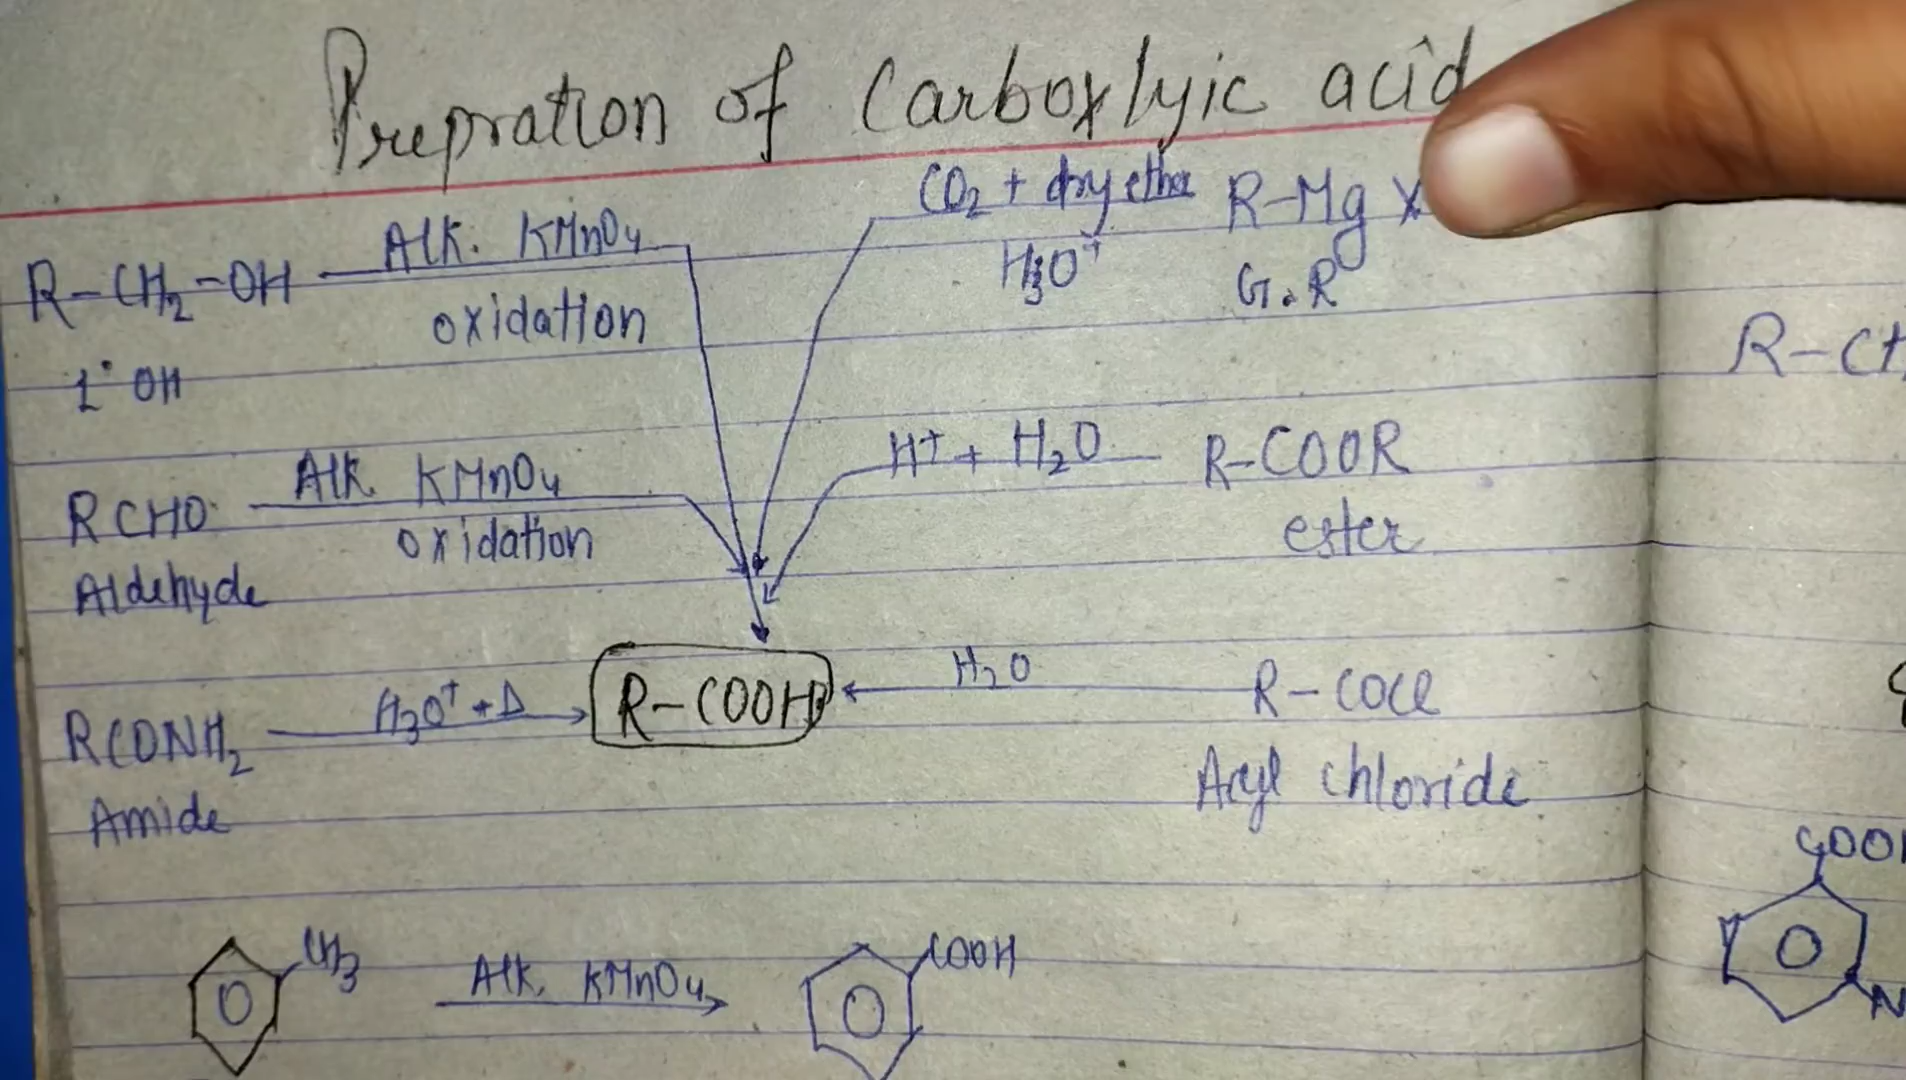 Prepration of Carboxlyic acid
CO₂ + dry ether R-Mg X
H₃O⁺
G.R
R-CH₂-OH Alk. KMnO₄
oxidation
1° OH
R-CH
H⁺ + H₂O R-COOR
ester
RCHO Alk. KMnO₄
oxidation
Aldehyde
R-COOH
H₂O R-COCl
Acyl chloride
RCONH₂ H₃O⁺ + Δ
Amide
CH₃ Alk. KMnO₄ COOH
COO
N